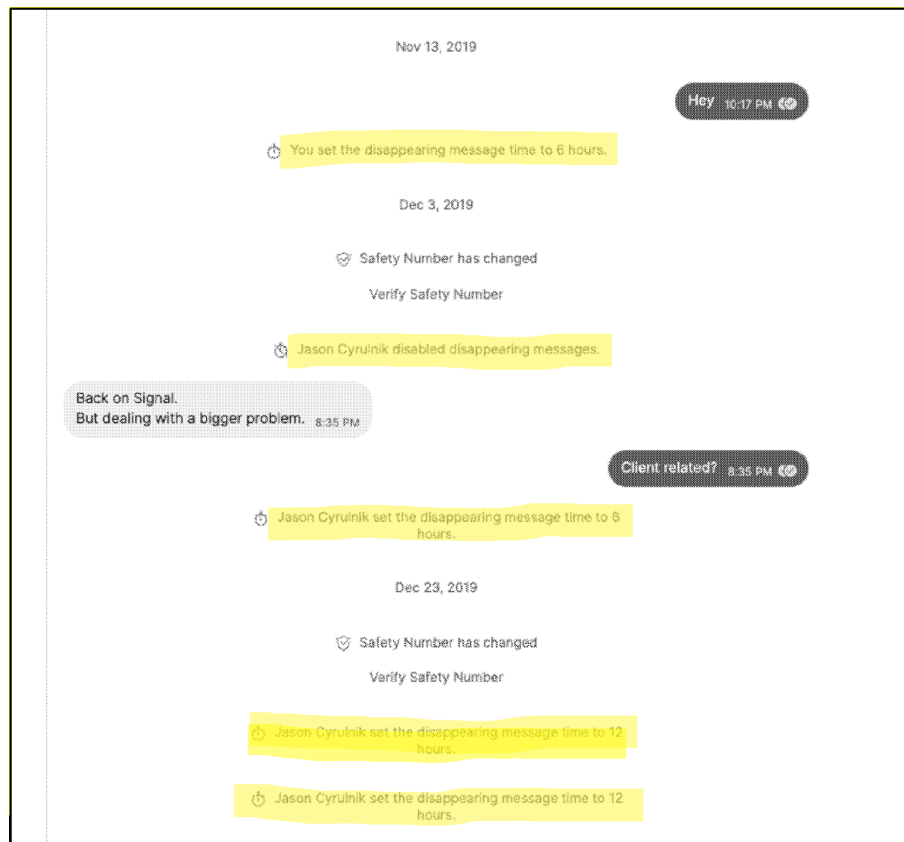 Nov 13, 2019
Hey 10:17 PM
You set the disappearing message time to 6 hours.
Dec 3, 2019
Safety Number has changed
Verify Safety Number
Jason Cyrulnik disabled disappearing messages.
Back on Signal.
But dealing with a bigger problem. 8:35 PM
Client related? 8:35 PM
Jason Cyrulnik set the disappearing message time to 6
hours.
Dec 23, 2019
Safety Number has changed
Verify Safety Number
Jason Cyrulnik set the disappearing message time to 12
hours.
Jason Cyrulnik set the disappearing message time to 12
hours.